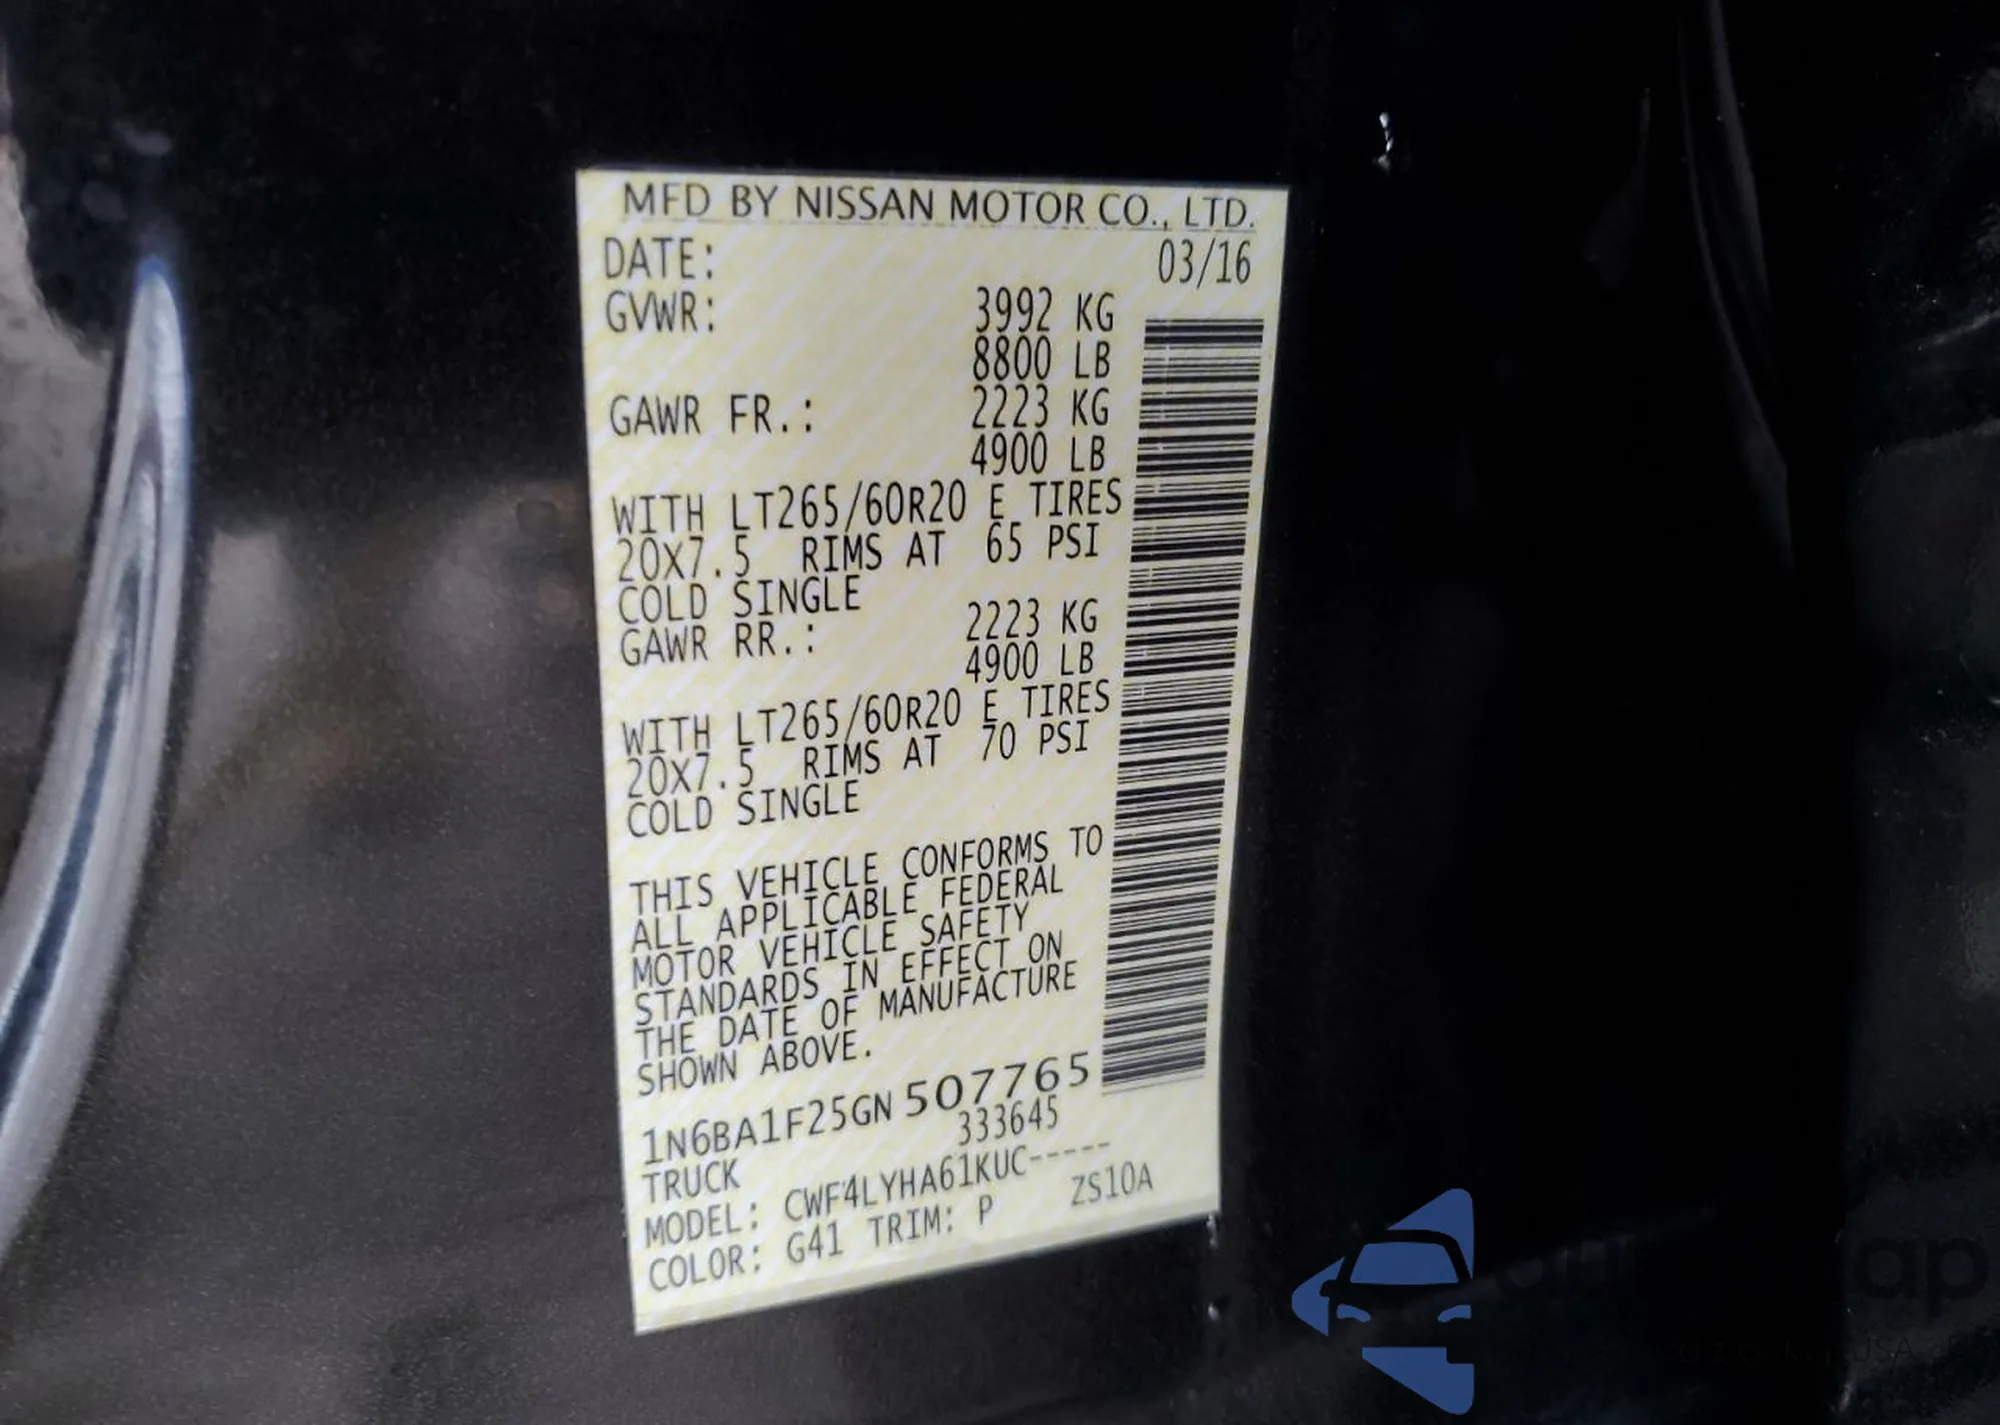 MFD BY NISSAN MOTOR CO., LTD.
DATE: 03/16
GVWR: 3992 KG
8800 LB
GAWR FR.: 2223 KG
4900 LB
WITH LT265/60R20 E TIRES
20X7.5 RIMS AT 65 PSI
COLD SINGLE
GAWR RR.: 2223 KG
4900 LB
WITH LT265/60R20 E TIRES
20X7.5 RIMS AT 70 PSI
COLD SINGLE
THIS VEHICLE CONFORMS TO
ALL APPLICABLE FEDERAL
MOTOR VEHICLE SAFETY
STANDARDS IN EFFECT ON
THE DATE OF MANUFACTURE
SHOWN ABOVE.
1N6BA1F25GN507765
333645
TRUCK
MODEL: CWF4LYHA61KUC-----
COLOR: G41 TRIM: P ZS10A